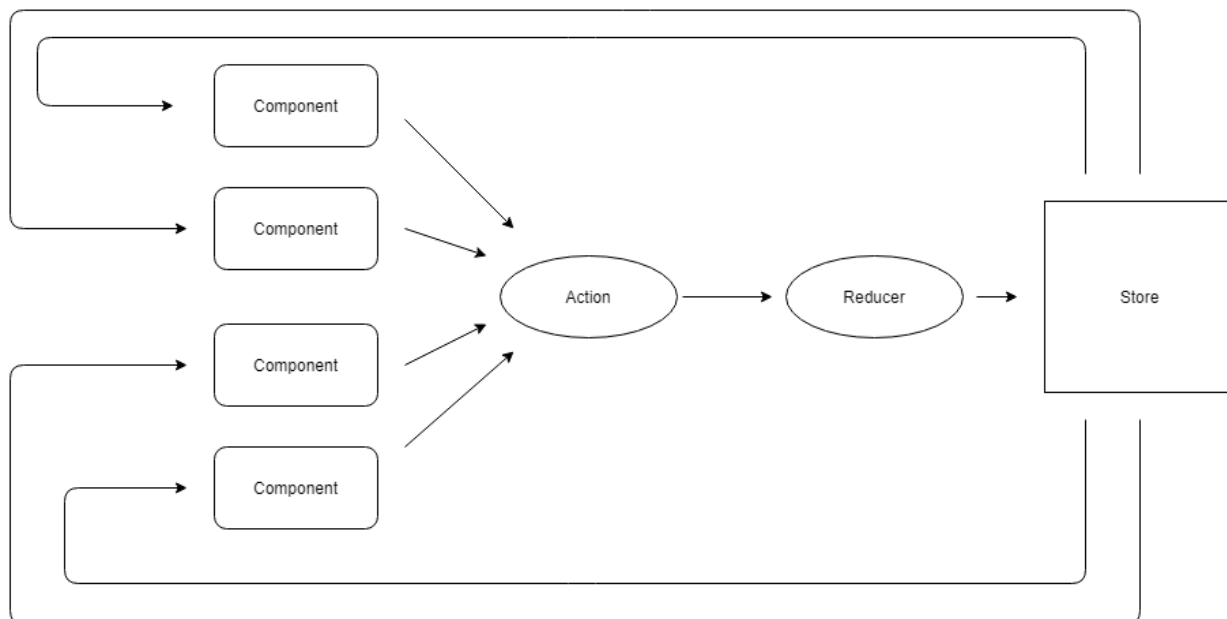 Component
Component
Action
Reducer
Store
Component
Component